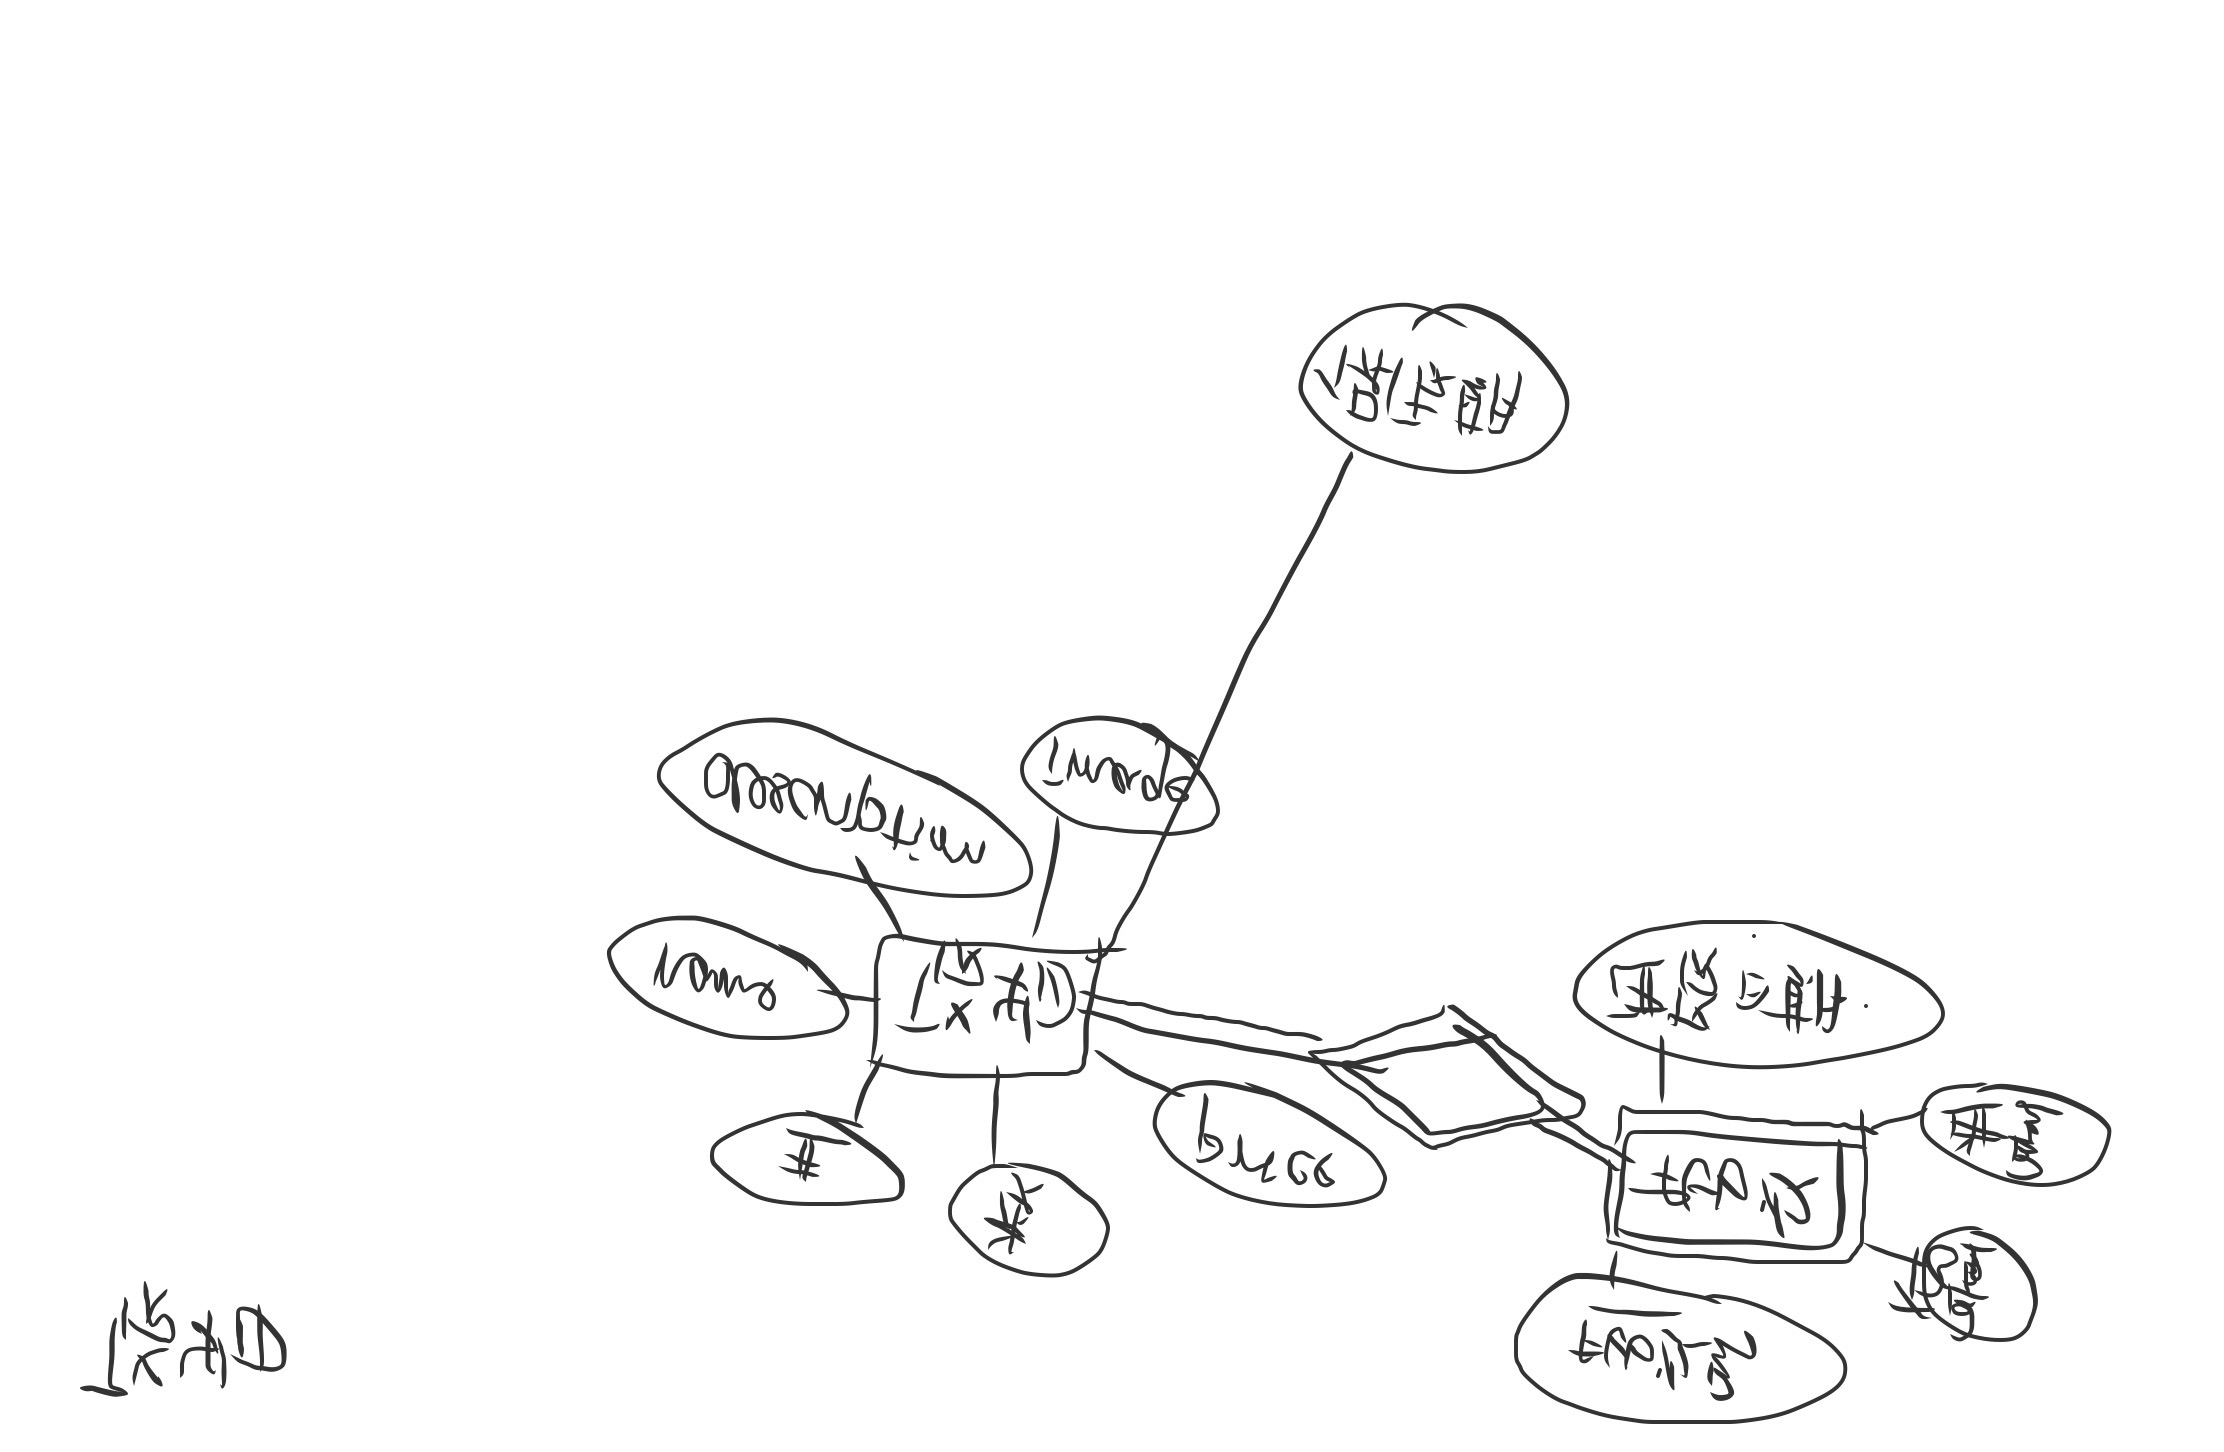 货物
批次号
存量
类
#
price
批次
进量
name
货物
进货日期
description
image
保质期